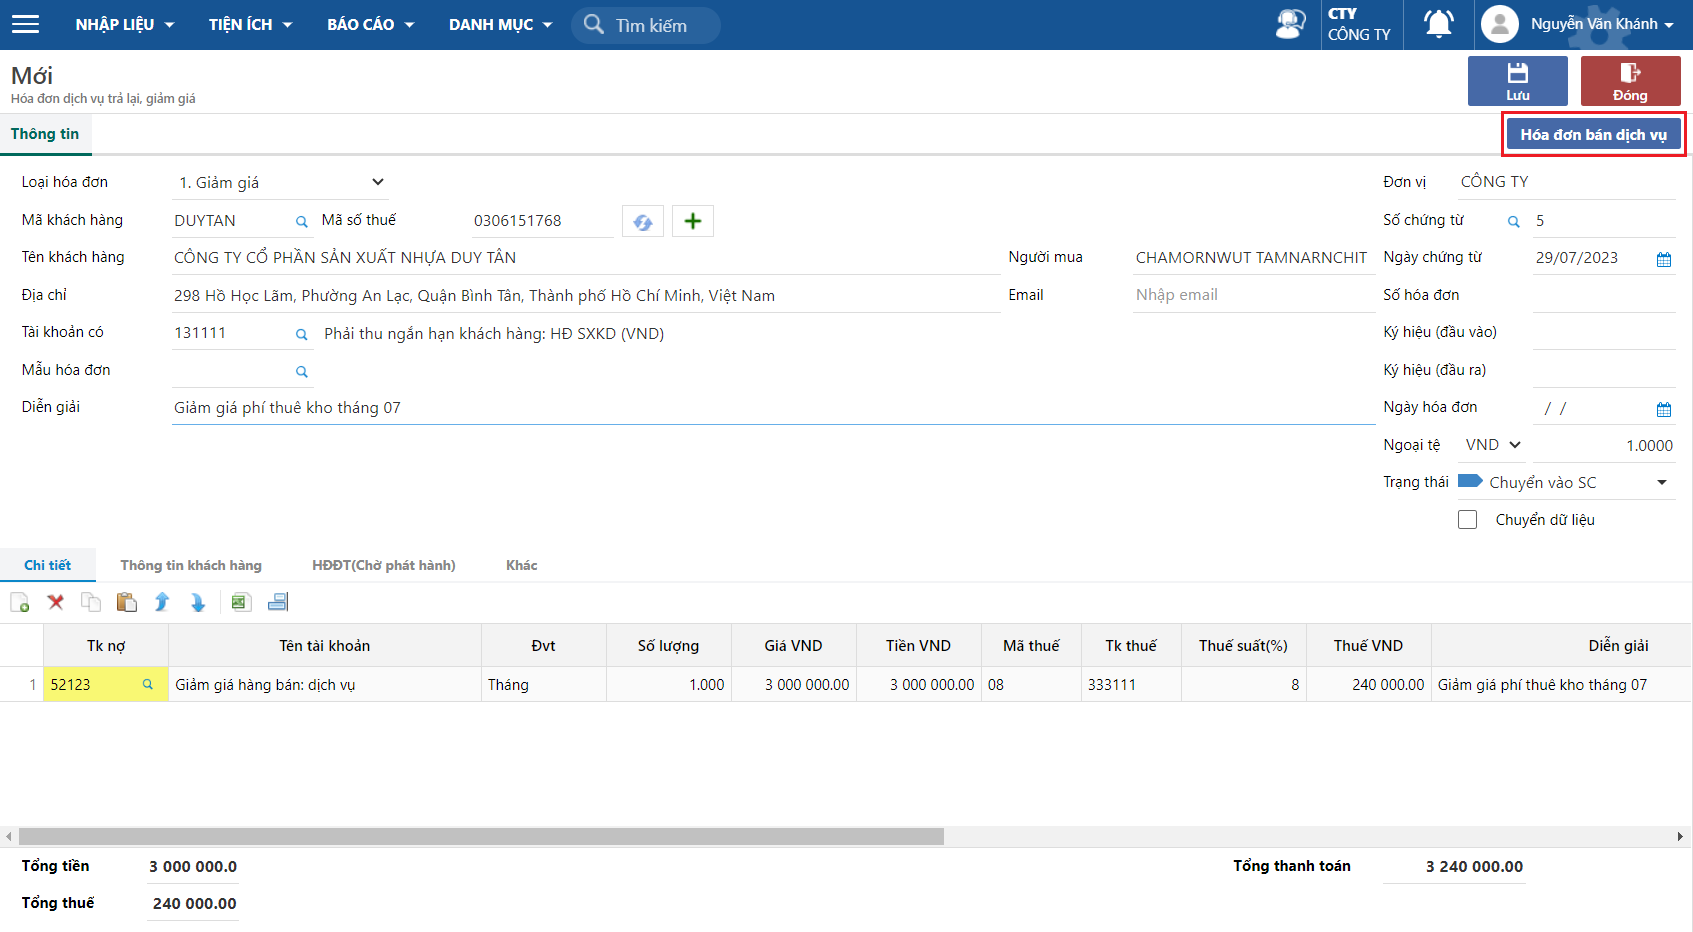 NHẬP LIỆU TIỆN ÍCH BÁO CÁO DANH MỤC Tìm kiếm CTY CÔNG TY Nguyễn Văn Khánh
Mới
Hóa đơn dịch vụ trả lại, giảm giá
Lưu Đóng
Thông tin Hóa đơn bán dịch vụ
Loại hóa đơn 1. Giảm giá Đơn vị CÔNG TY
Mã khách hàng DUYTAN Mã số thuế 0306151768 Số chứng từ 5
Tên khách hàng CÔNG TY CỔ PHẦN SẢN XUẤT NHỰA DUY TÂN Người mua CHAMORNWUT TAMNARNCHIT Ngày chứng từ 29/07/2023
Địa chỉ 298 Hồ Học Lãm, Phường An Lạc, Quận Bình Tân, Thành phố Hồ Chí Minh, Việt Nam Email Nhập email Số hóa đơn
Tài khoản có 131111 Phải thu ngắn hạn khách hàng: HĐ SXKD (VND) Ký hiệu (đầu vào)
Mẫu hóa đơn Ký hiệu (đầu ra)
Diễn giải Giảm giá phí thuê kho tháng 07 Ngày hóa đơn / /
Ngoại tệ VND 1.0000
Trạng thái Chuyển vào SC
Chuyển dữ liệu
Chi tiết Thông tin khách hàng HĐĐT(Chờ phát hành) Khác
Tk nợ Tên tài khoản Đvt Số lượng Giá VND Tiền VND Mã thuế Tk thuế Thuế suất(%) Thuế VND Diễn giải
1 52123 Giảm giá hàng bán: dịch vụ Tháng 1.000 3 000 000.00 3 000 000.00 08 333111 8 240 000.00 Giảm giá phí thuê kho tháng 07
Tổng tiền 3 000 000.0 Tổng thanh toán 3 240 000.00
Tổng thuế 240 000.00